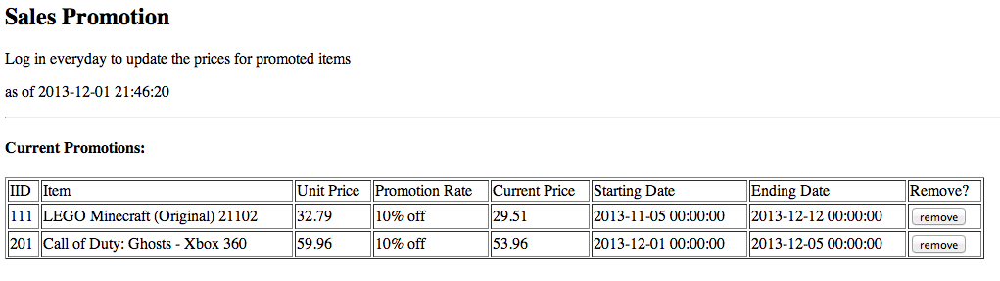 Sales Promotion
Log in everyday to update the prices for promoted items
as of 2013-12-01 21:46:20
Current Promotions:
IID Item Unit Price Promotion Rate Current Price Starting Date Ending Date Remove?
111 LEGO Minecraft (Original) 21102 32.79 10% off 29.51 2013-11-05 00:00:00 2013-12-12 00:00:00 remove
201 Call of Duty: Ghosts - Xbox 360 59.96 10% off 53.96 2013-12-01 00:00:00 2013-12-05 00:00:00 remove